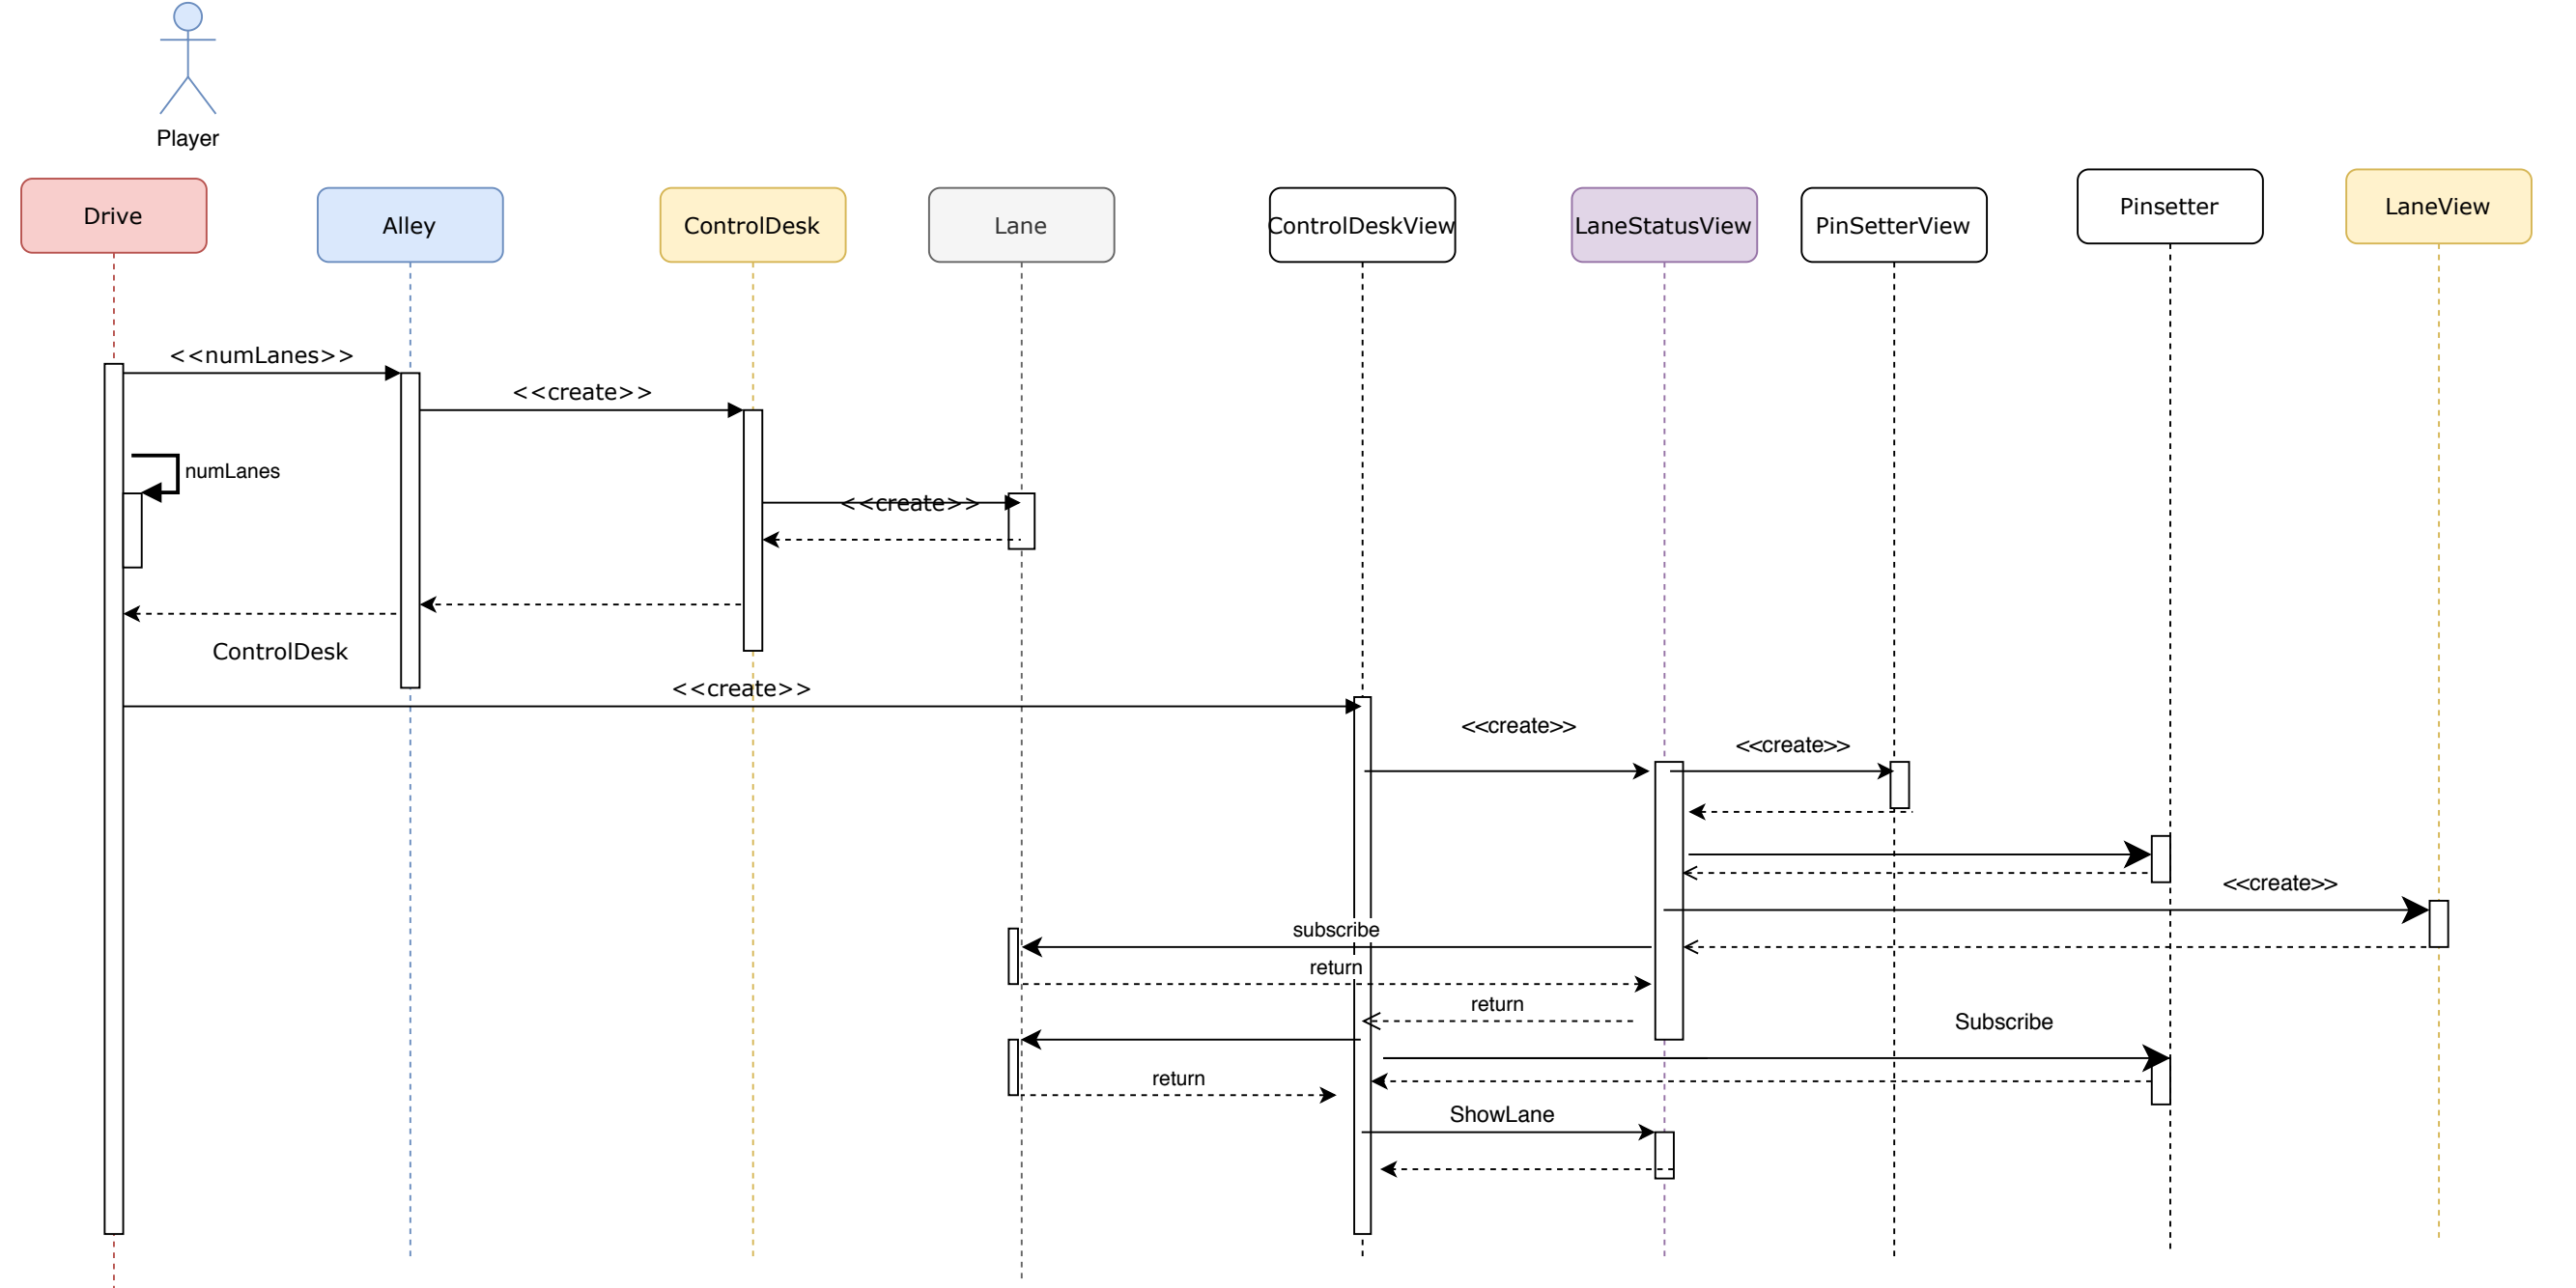 Player
Drive
Alley
ControlDesk
Lane
ControlDeskView
LaneStatusView
PinSetterView
Pinsetter
LaneView
<<numLanes>>
<<create>>
numLanes
<<create>>
ControlDesk
<<create>>
<<create>>
<<create>>
<<create>>
subscribe
return
return
Subscribe
return
ShowLane